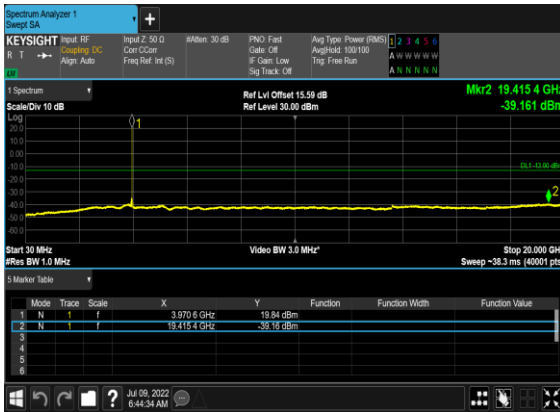 Spectrum Analyzer 1
Swept SA
+
KEYSIGHT
R T
Input: RF
Coupling: DC
Align: Auto
Input Z: 50 Ω
Corr CCorr
Freq Ref: Int (S)
#Atten: 30 dB
PNO: Fast
Gate: Off
IF Gain: Low
Sig Track: Off
Avg Type: Power (RMS)
Avg|Hold: 100/100
Trig: Free Run
1 2 3 4 5 6
A W W W W W
A N N N N N
1 Spectrum
Scale/Div 10 dB
Ref Lvl Offset 15.59 dB
Ref Level 30.00 dBm
Mkr2 19.415 4 GHz
-39.161 dBm
Log
20.0
10.0
0.00
-10.0
-20.0
-30.0
-40.0
-50.0
-60.0
1
DL1 -13.00 dBm
2
Start 30 MHz
#Res BW 1.0 MHz
Video BW 3.0 MHz*
Stop 20.000 GHz
Sweep ~38.3 ms (40001 pts)
5 Marker Table
Mode Trace Scale X Y Function Function Width Function Value
1 N 1 f 3.970 6 GHz 19.84 dBm
2 N 1 f 19.415 4 GHz -39.16 dBm
3
4
5
6
?
Jul 09, 2022
6:44:34 AM